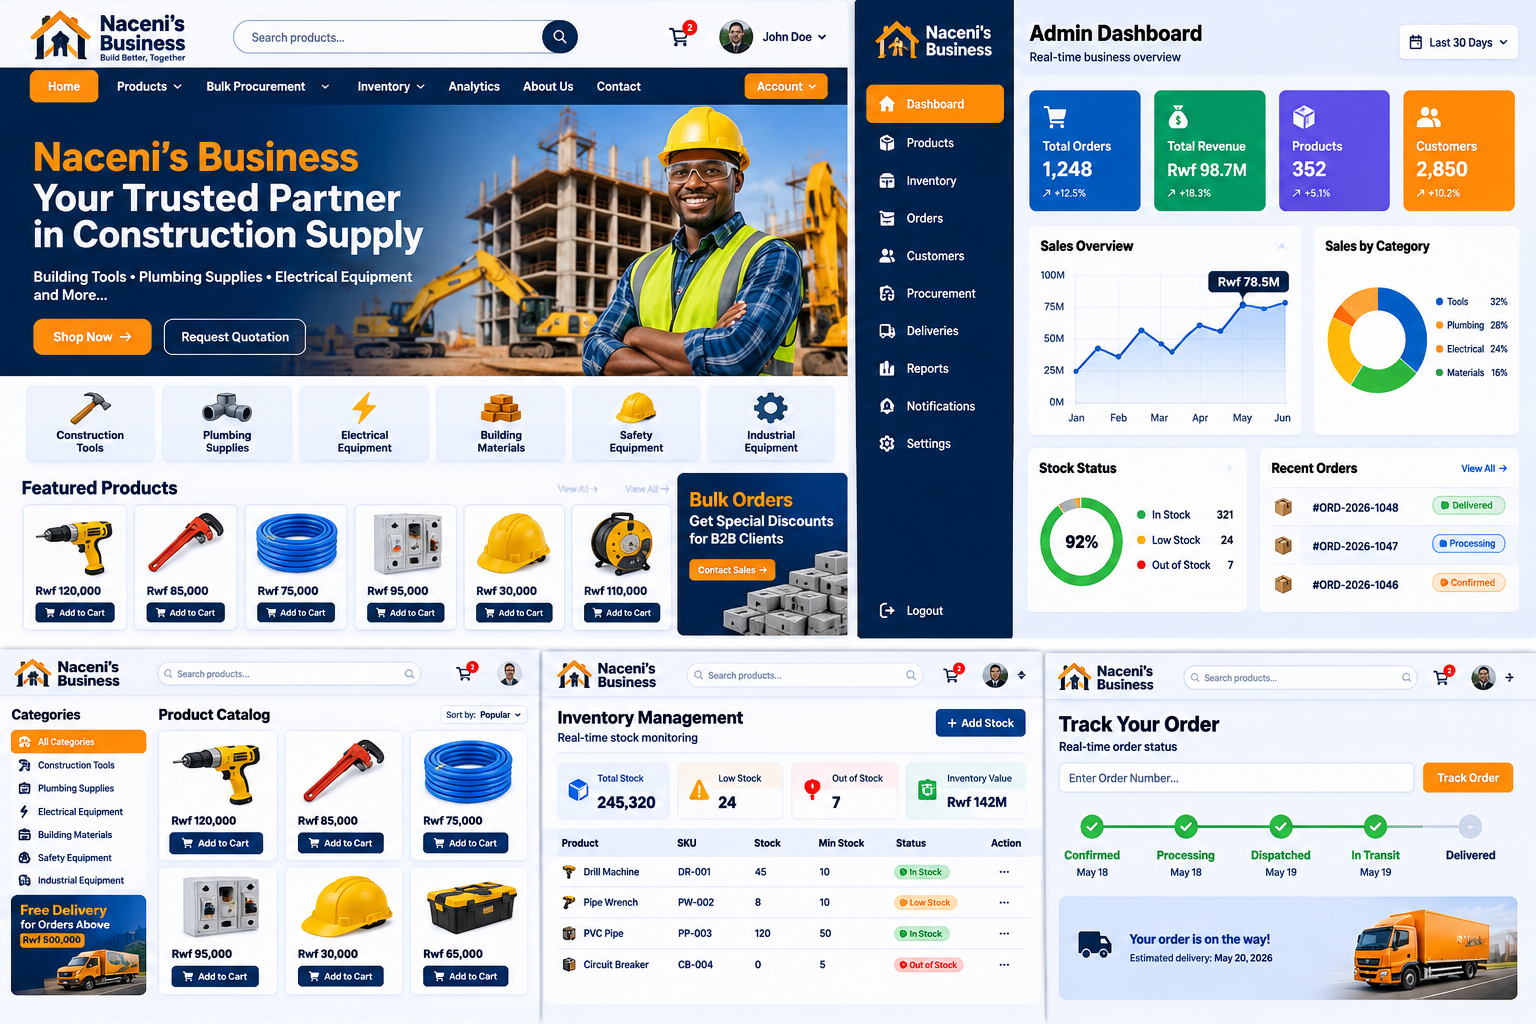 Naceni's
Business
Build Better, Together
Search products...
2
John Doe
Home
Products
Bulk Procurement
Inventory
Analytics
About Us
Contact
Account
Naceni's Business
Your Trusted Partner
in Construction Supply
Building Tools • Plumbing Supplies • Electrical Equipment
and More...
Shop Now →
Request Quotation
Construction
Tools
Plumbing
Supplies
Electrical
Equipment
Building
Materials
Safety
Equipment
Industrial
Equipment
Featured Products
View All →
View All →
Rwf 120,000
Add to Cart
Rwf 85,000
Add to Cart
Rwf 75,000
Add to Cart
Rwf 95,000
Add to Cart
Rwf 30,000
Add to Cart
Rwf 110,000
Add to Cart
Bulk Orders
Get Special Discounts
for B2B Clients
Contact Sales →
Naceni's
Business
Dashboard
Products
Inventory
Orders
Customers
Procurement
Deliveries
Reports
Notifications
Settings
Logout
Admin Dashboard
Real-time business overview
Last 30 Days
Total Orders
1,248
↗ +12.5%
Total Revenue
Rwf 98.7M
↗ +18.3%
Products
352
↗ +5.1%
Customers
2,850
↗ +10.2%
Sales Overview
100M
75M
50M
25M
0M
Rwf 78.5M
Jan
Feb
Mar
Apr
May
Jun
Sales by Category
Tools 32%
Plumbing 28%
Electrical 24%
Materials 16%
Stock Status
92%
In Stock 321
Low Stock 24
Out of Stock 7
Recent Orders
View All →
#ORD-2026-1048 Delivered
#ORD-2026-1047 Processing
#ORD-2026-1046 Confirmed
Naceni's
Business
Search products...
2
Categories
All Categories
Construction Tools
Plumbing Supplies
Electrical Equipment
Building Materials
Safety Equipment
Industrial Equipment
Free Delivery
for Orders Above
Rwf 500,000
Product Catalog
Sort by: Popular
Rwf 120,000
Add to Cart
Rwf 85,000
Add to Cart
Rwf 75,000
Add to Cart
Rwf 95,000
Add to Cart
Rwf 30,000
Add to Cart
Rwf 65,000
Add to Cart
Naceni's
Business
Search products...
2
Inventory Management
Real-time stock monitoring
+ Add Stock
Total Stock
245,320
Low Stock
24
Out of Stock
7
Inventory Value
Rwf 142M
Product SKU Stock Min Stock Status Action
Drill Machine DR-001 45 10 In Stock ...
Pipe Wrench PW-002 8 10 Low Stock ...
PVC Pipe PP-003 120 50 In Stock ...
Circuit Breaker CB-004 0 5 Out of Stock ...
Naceni's
Business
Search products...
2
Track Your Order
Real-time order status
Enter Order Number...
Track Order
Confirmed
May 18
Processing
May 18
Dispatched
May 19
In Transit
May 19
Delivered
Your order is on the way!
Estimated delivery: May 20, 2026